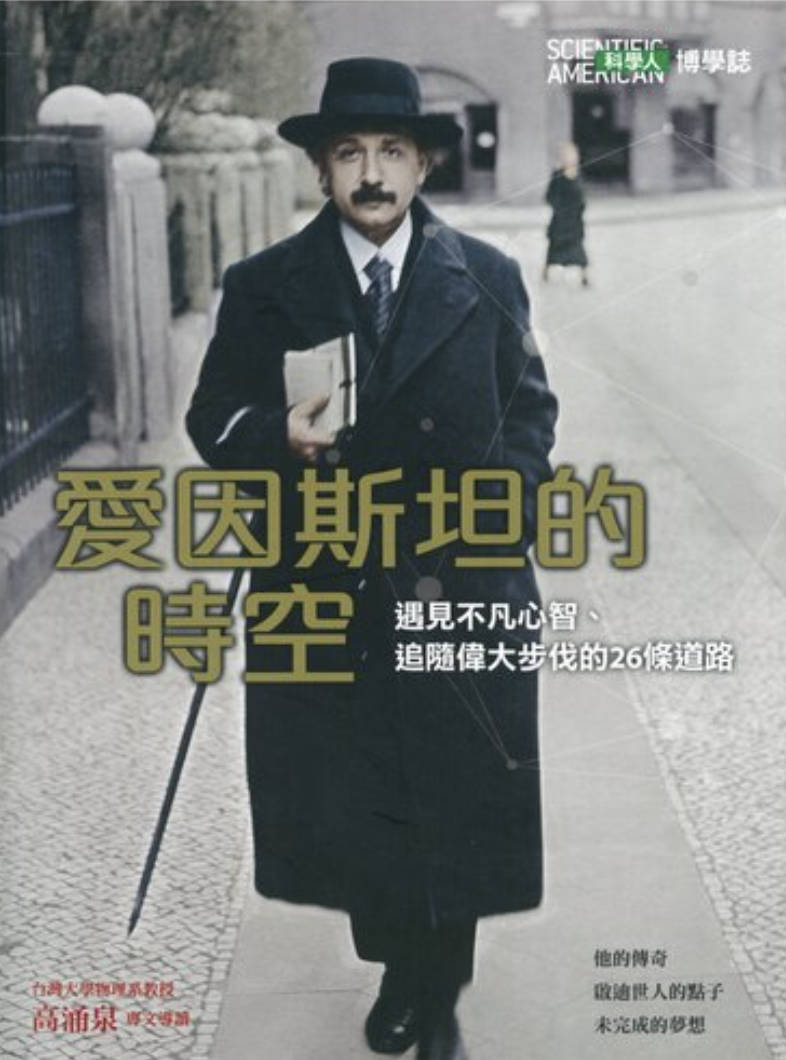 SCIENTIFIC
AMERICAN
科學人
博學誌
愛因斯坦的
時空
遇見不凡心智、
追隨偉大步伐的26條道路
他的傳奇
啟迪世人的點子
未完成的夢想
台灣大學物理系教授
高涌泉 專文導讀